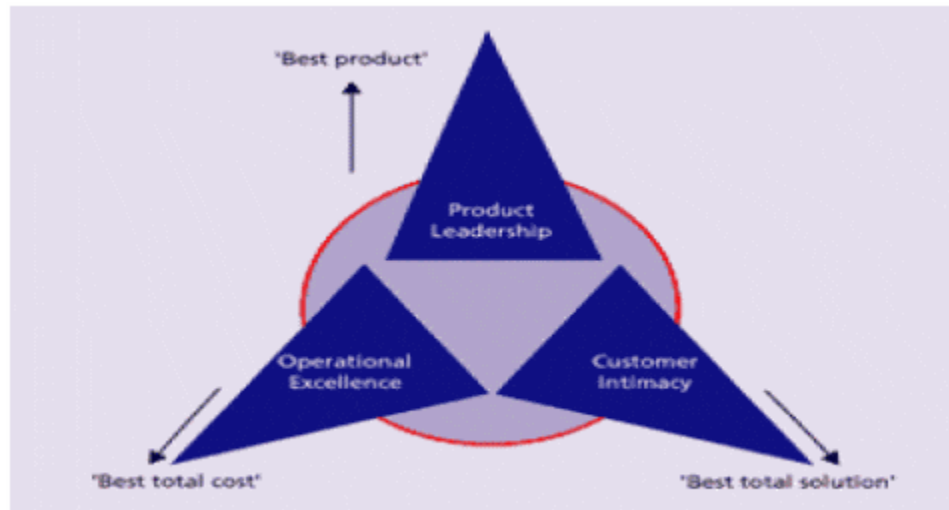 'Best product'
Product
Leadership
Operational
Excellence
Customer
Intimacy
'Best total cost'
'Best total solution'